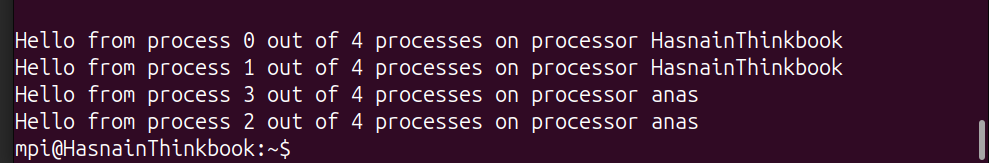 Hello from process 0 out of 4 processes on processor HasnainThinkbook
Hello from process 1 out of 4 processes on processor HasnainThinkbook
Hello from process 3 out of 4 processes on processor anas
Hello from process 2 out of 4 processes on processor anas
mpi@HasnainThinkbook:~$